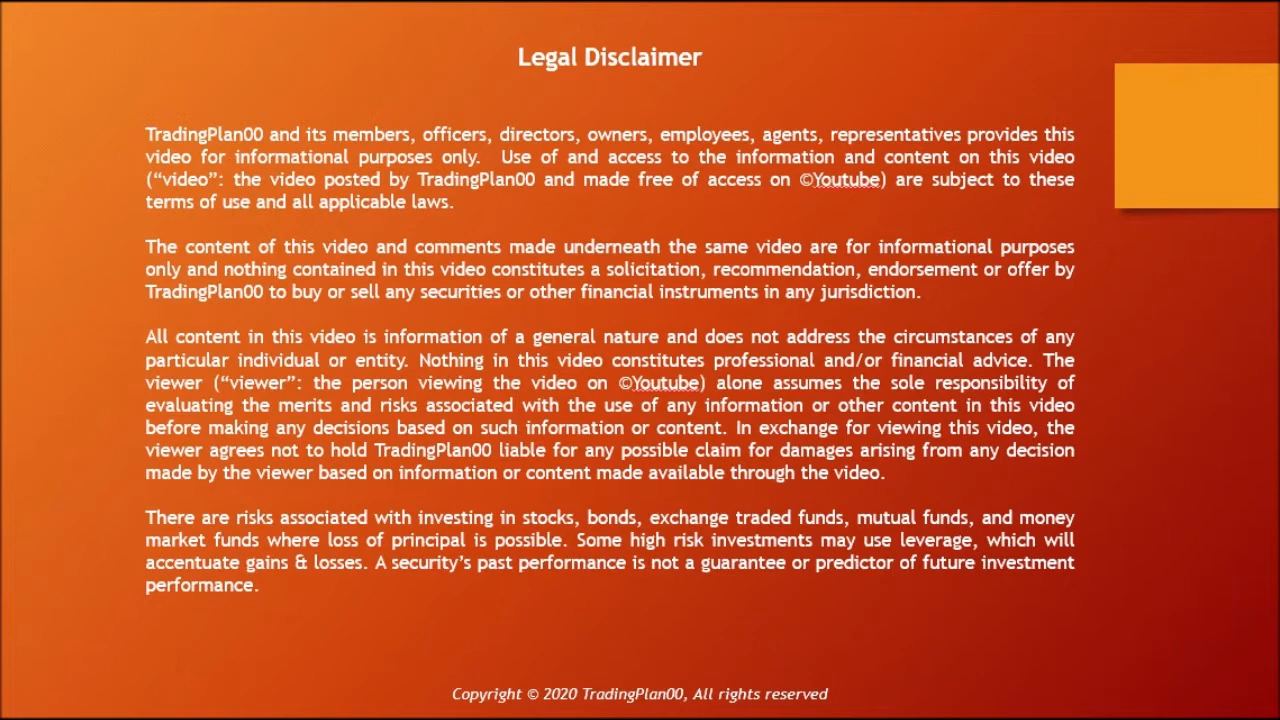 Legal Disclaimer
TradingPlan00 and its members, officers, directors, owners, employees, agents, representatives provides this
video for informational purposes only. Use of and access to the information and content on this video
(“video”: the video posted by TradingPlan00 and made free of access on ©Youtube) are subject to these
terms of use and all applicable laws.
The content of this video and comments made underneath the same video are for informational purposes
only and nothing contained in this video constitutes a solicitation, recommendation, endorsement or offer by
TradingPlan00 to buy or sell any securities or other financial instruments in any jurisdiction.
All content in this video is information of a general nature and does not address the circumstances of any
particular individual or entity. Nothing in this video constitutes professional and/or financial advice. The
viewer (“viewer”: the person viewing the video on ©Youtube) alone assumes the sole responsibility of
evaluating the merits and risks associated with the use of any information or other content in this video
before making any decisions based on such information or content. In exchange for viewing this video, the
viewer agrees not to hold TradingPlan00 liable for any possible claim for damages arising from any decision
made by the viewer based on information or content made available through the video.
There are risks associated with investing in stocks, bonds, exchange traded funds, mutual funds, and money
market funds where loss of principal is possible. Some high risk investments may use leverage, which will
accentuate gains & losses. A security’s past performance is not a guarantee or predictor of future investment
performance.
Copyright © 2020 TradingPlan00, All rights reserved